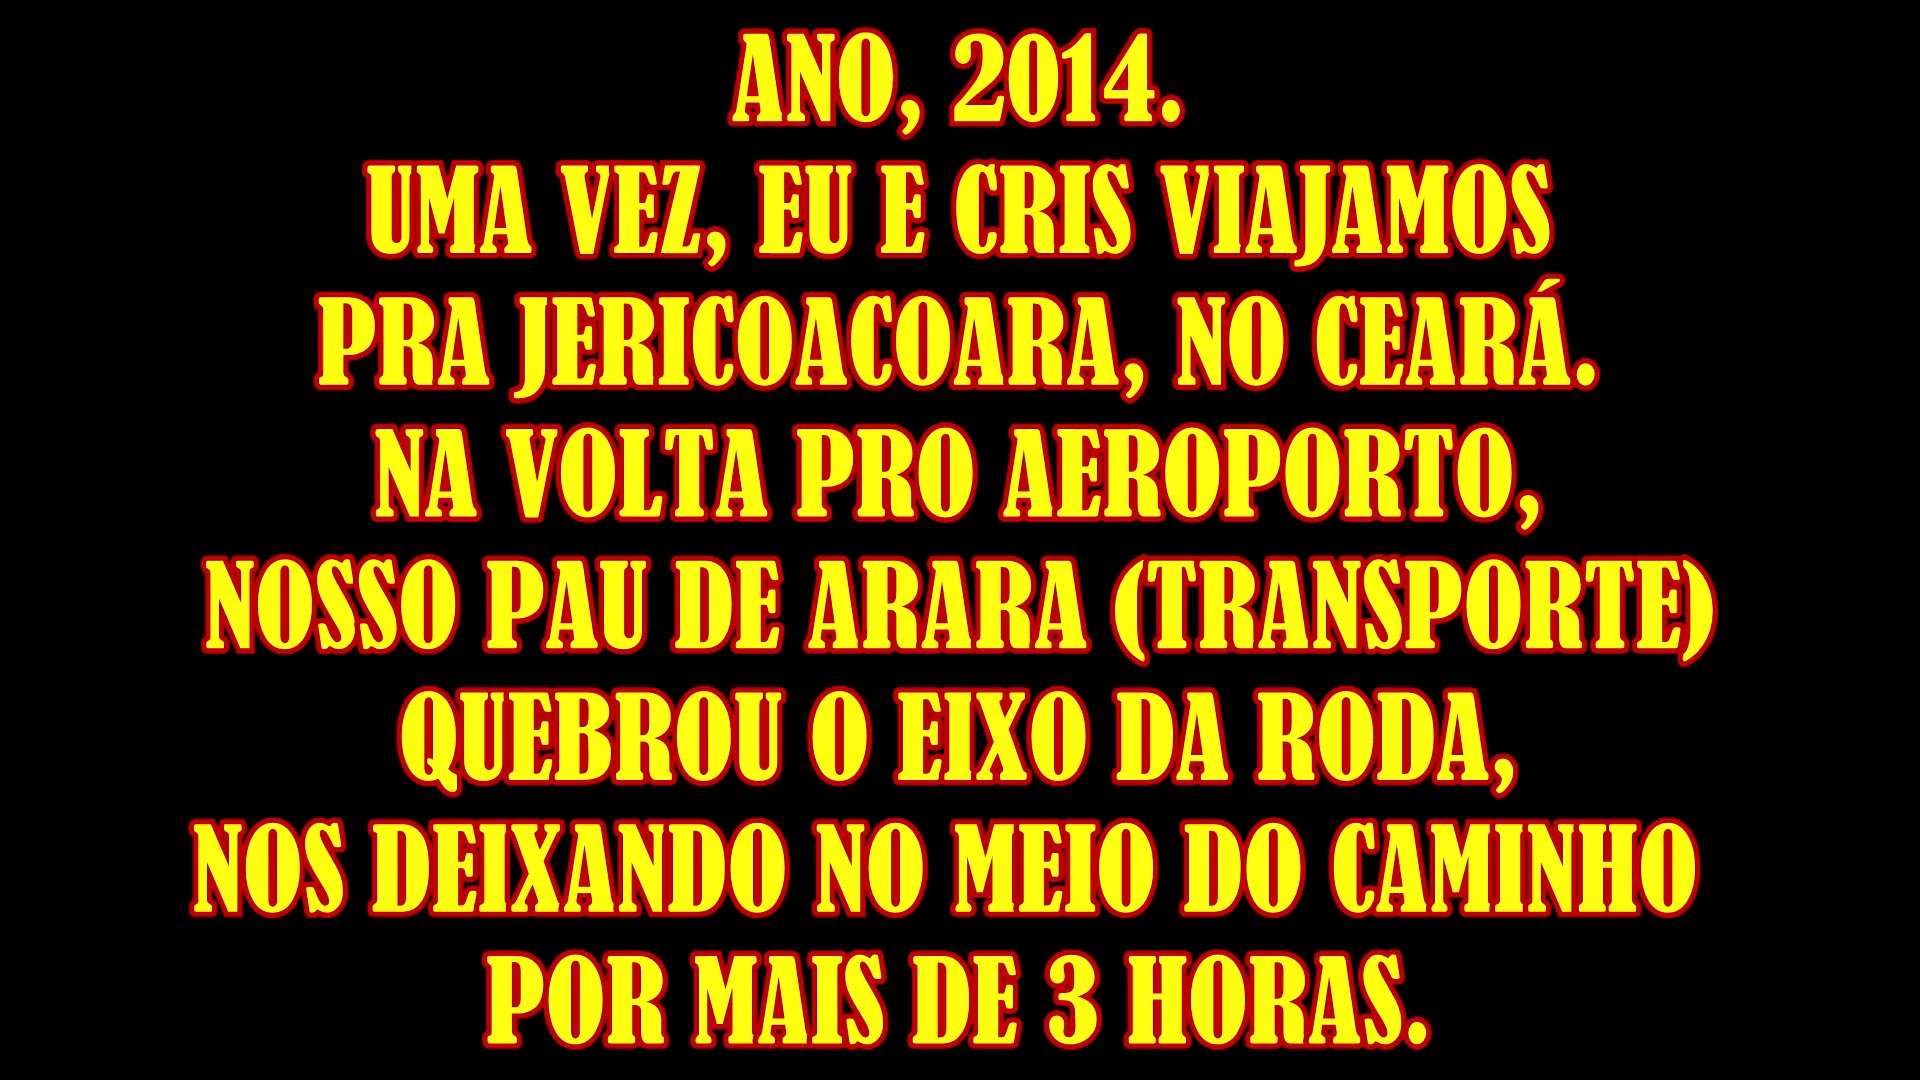 ANO, 2014.
UMA VEZ, EU E CRIS VIAJAMOS
PRA JERICOACOARA, NO CEARÁ.
NA VOLTA PRO AEROPORTO,
NOSSO PAU DE ARARA (TRANSPORTE)
QUEBROU O EIXO DA RODA,
NOS DEIXANDO NO MEIO DO CAMINHO
POR MAIS DE 3 HORAS.